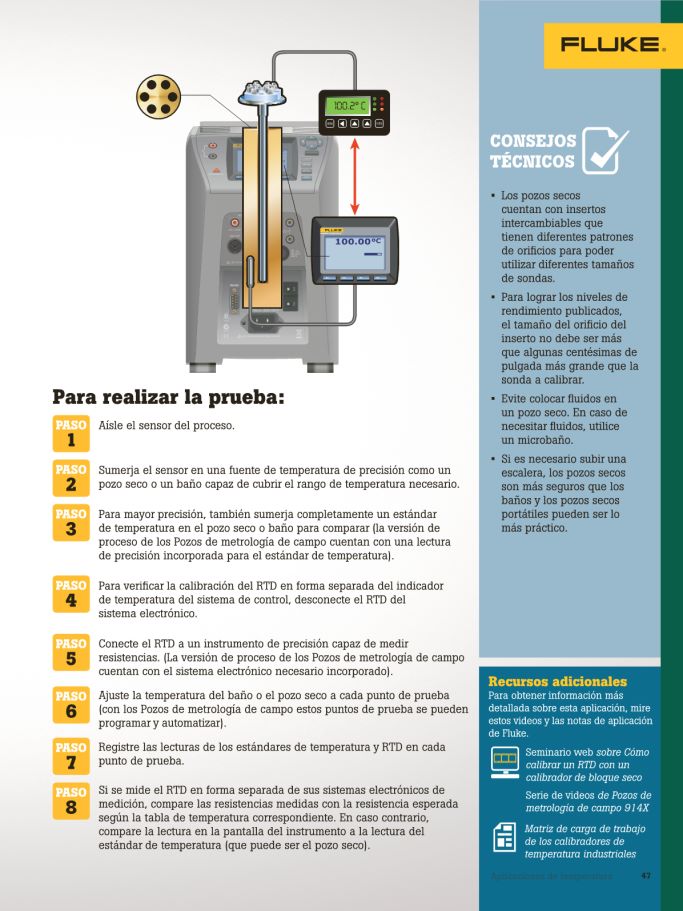 FLUKE®
100.2°C
FLUKE
100.00°C
CONSEJOS
TÉCNICOS
• Los pozos secos
cuentan con insertos
intercambiables que
tienen diferentes patrones
de orificios para poder
utilizar diferentes tamaños
de sondas.
• Para lograr los niveles de
rendimiento publicados,
el tamaño del orificio del
inserto no debe ser más
que algunas centésimas de
pulgada más grande que la
sonda a calibrar.
• Evite colocar fluidos en
un pozo seco. En caso de
necesitar fluidos, utilice
un microbaño.
• Si es necesario subir una
escalera, los pozos secos
son más seguros que los
baños y los pozos secos
portátiles pueden ser lo
más práctico.
Para realizar la prueba:
PASO
1
Aísle el sensor del proceso.
PASO
2
Sumerja el sensor en una fuente de temperatura de precisión como un
pozo seco o un baño capaz de cubrir el rango de temperatura necesario.
PASO
3
Para mayor precisión, también sumerja completamente un estándar
de temperatura en el pozo seco o baño para comparar (la versión de
proceso de los Pozos de metrología de campo cuentan con una lectura
de precisión incorporada para el estándar de temperatura).
PASO
4
Para verificar la calibración del RTD en forma separada del indicador
de temperatura del sistema de control, desconecte el RTD del
sistema electrónico.
PASO
5
Conecte el RTD a un instrumento de precisión capaz de medir
resistencias. (La versión de proceso de los Pozos de metrología de campo
cuentan con el sistema electrónico necesario incorporado).
PASO
6
Ajuste la temperatura del baño o el pozo seco a cada punto de prueba
(con los Pozos de metrología de campo estos puntos de prueba se pueden
programar y automatizar).
PASO
7
Registre las lecturas de los estándares de temperatura y RTD en cada
punto de prueba.
PASO
8
Si se mide el RTD en forma separada de sus sistemas electrónicos de
medición, compare las resistencias medidas con la resistencia esperada
según la tabla de temperatura correspondiente. En caso contrario,
compare la lectura en la pantalla del instrumento a la lectura del
estándar de temperatura (que puede ser el pozo seco).
Recursos adicionales
Para obtener información más
detallada sobre esta aplicación, mire
estos videos y las notas de aplicación
de Fluke.
Seminario web sobre Cómo
calibrar un RTD con un
calibrador de bloque seco
Serie de videos de Pozos de
metrología de campo 914X
Matriz de carga de trabajo
de los calibradores de
temperatura industriales
Aplicaciones de temperatura 47